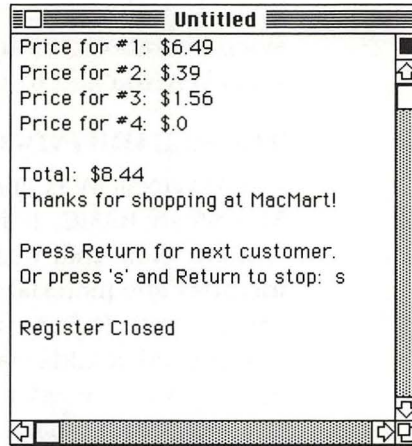 Untitled
Price for #1: $6.49
Price for #2: $.39
Price for #3: $1.56
Price for #4: $.0
Total: $8.44
Thanks for shopping at MacMart!
Press Return for next customer.
Or press 's' and Return to stop: s
Register Closed